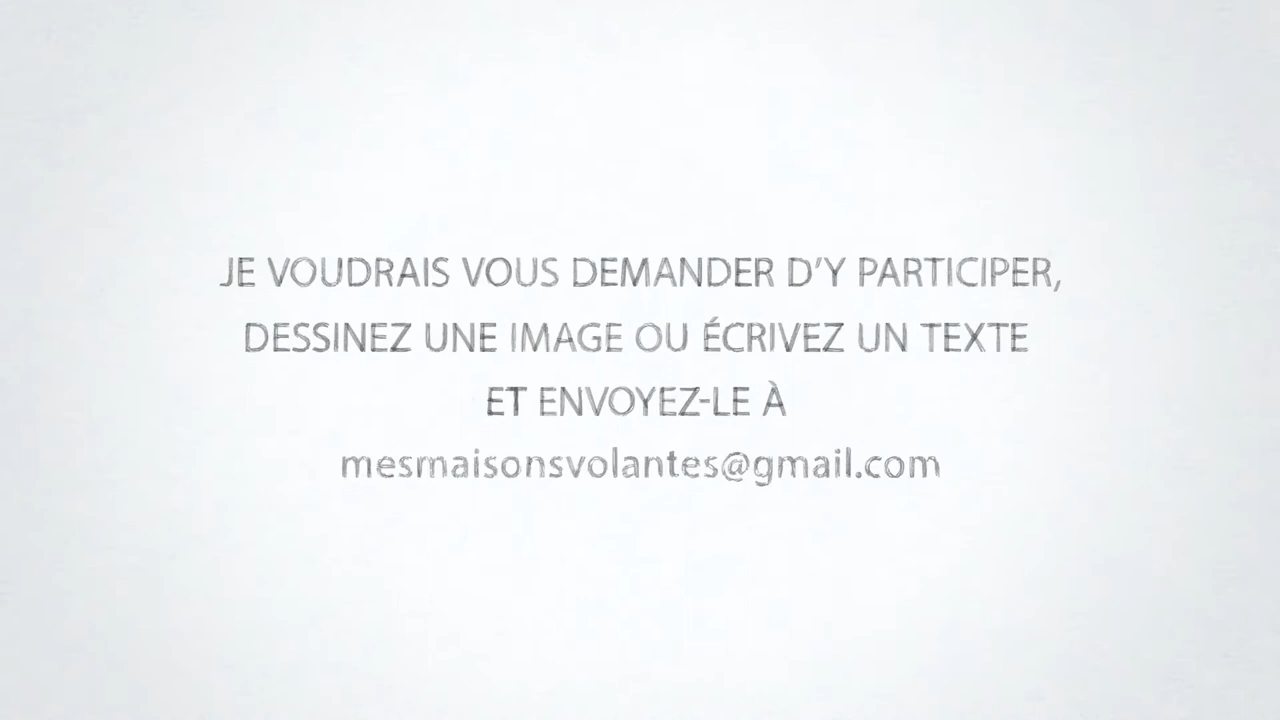 JE VOUDRAIS VOUS DEMANDER D’Y PARTICIPER,
DESSINEZ UNE IMAGE OU ÉCRIVEZ UN TEXTE
ET ENVOYEZ-LE À
mesmaisonsvolantes@gmail.com